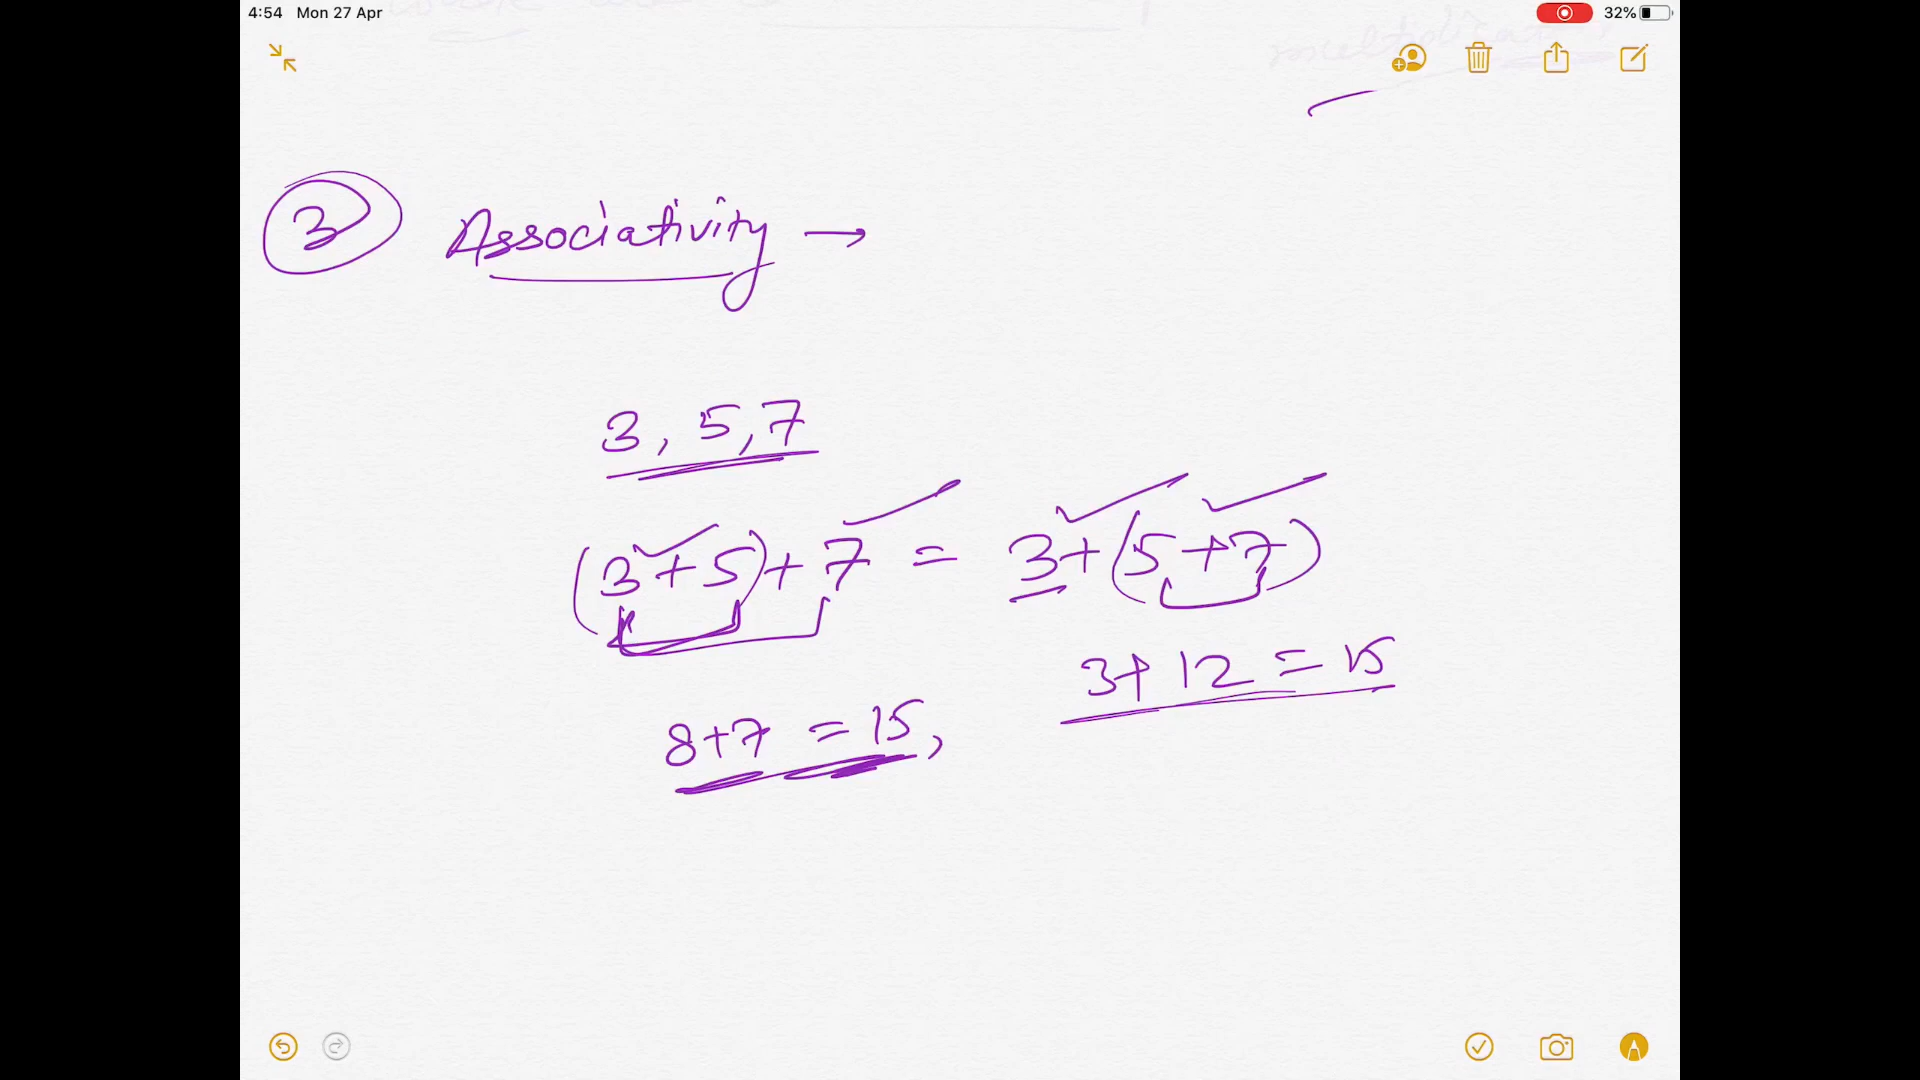 4:54 Mon 27 Apr 32%
3 Associativity →
3, 5, 7
(3+5)+7 = 3+(5+7)
3+12 = 15
8+7 = 15,